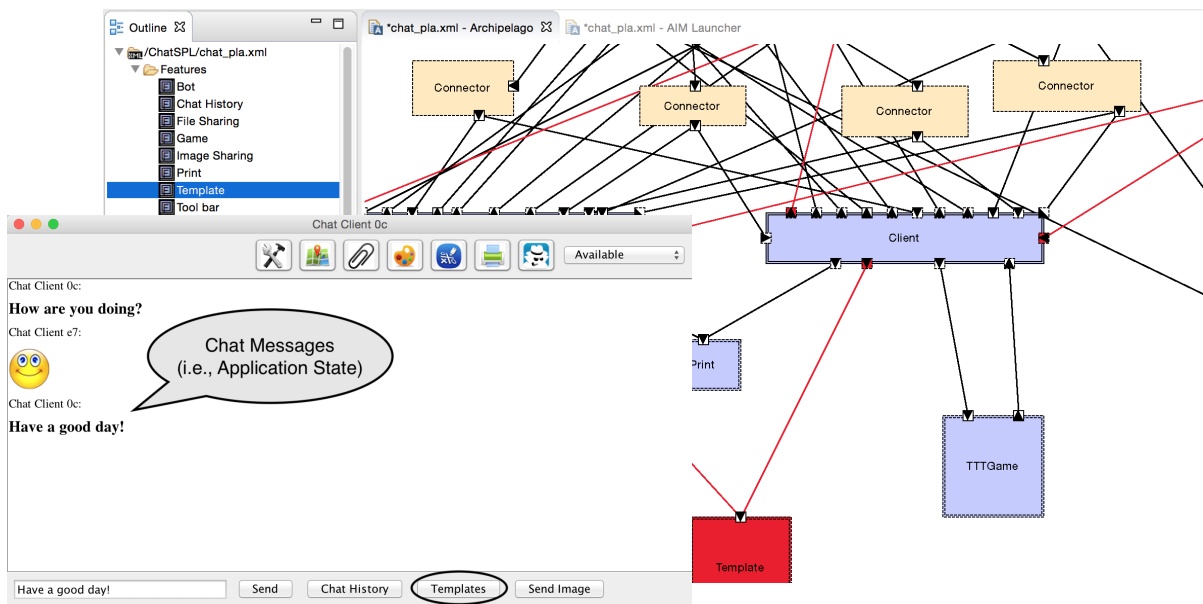 Outline
*chat_pla.xml - Archipelago
*chat_pla.xml - AIM Launcher
/ChatSPL/chat_pla.xml
Features
Bot
Chat History
File Sharing
Game
Image Sharing
Print
Template
Tool bar
Connector
Connector
Connector
Connector
Client
Print
TTTGame
Template
Chat Client 0c
Available
Chat Client 0c:
How are you doing?
Chat Client e7:
Chat Client 0c:
Have a good day!
Chat Messages
(i.e., Application State)
Have a good day!
Send
Chat History
Templates
Send Image